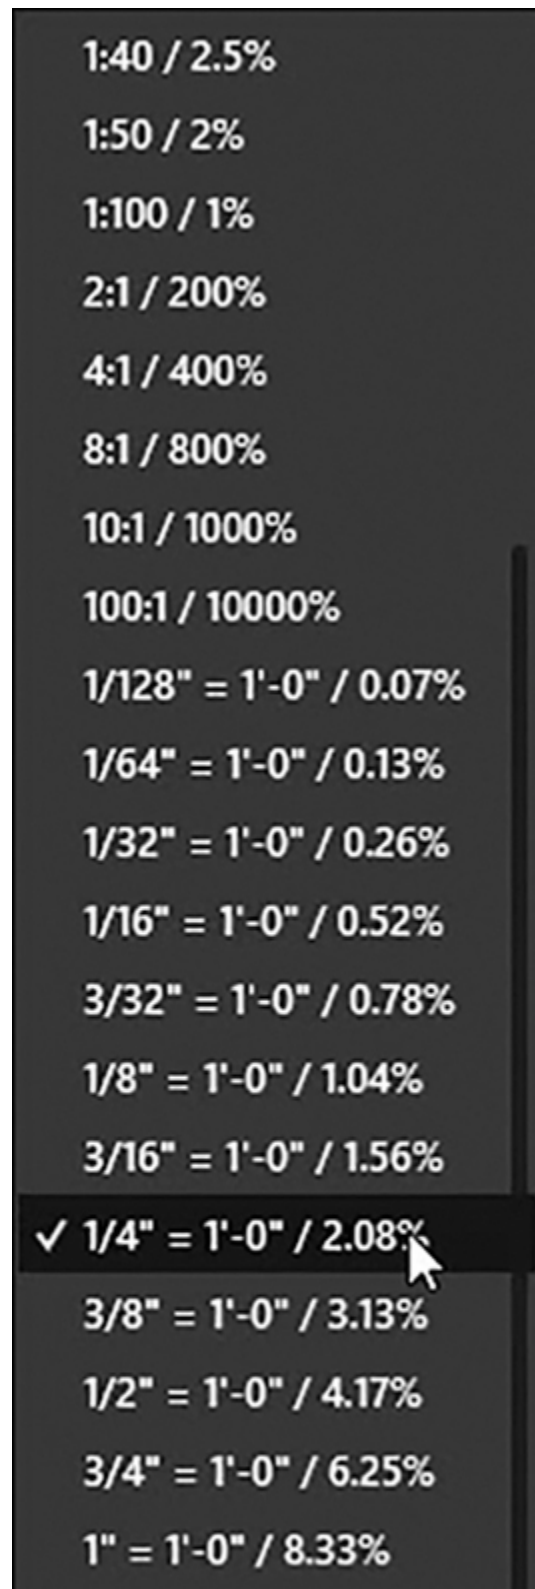 1:40 / 2.5%
1:50 / 2%
1:100 / 1%
2:1 / 200%
4:1 / 400%
8:1 / 800%
10:1 / 1000%
100:1 / 10000%
1/128" = 1'-0" / 0.07%
1/64" = 1'-0" / 0.13%
1/32" = 1'-0" / 0.26%
1/16" = 1'-0" / 0.52%
3/32" = 1'-0" / 0.78%
1/8" = 1'-0" / 1.04%
3/16" = 1'-0" / 1.56%
✓ 1/4" = 1'-0" / 2.08%
3/8" = 1'-0" / 3.13%
1/2" = 1'-0" / 4.17%
3/4" = 1'-0" / 6.25%
1" = 1'-0" / 8.33%